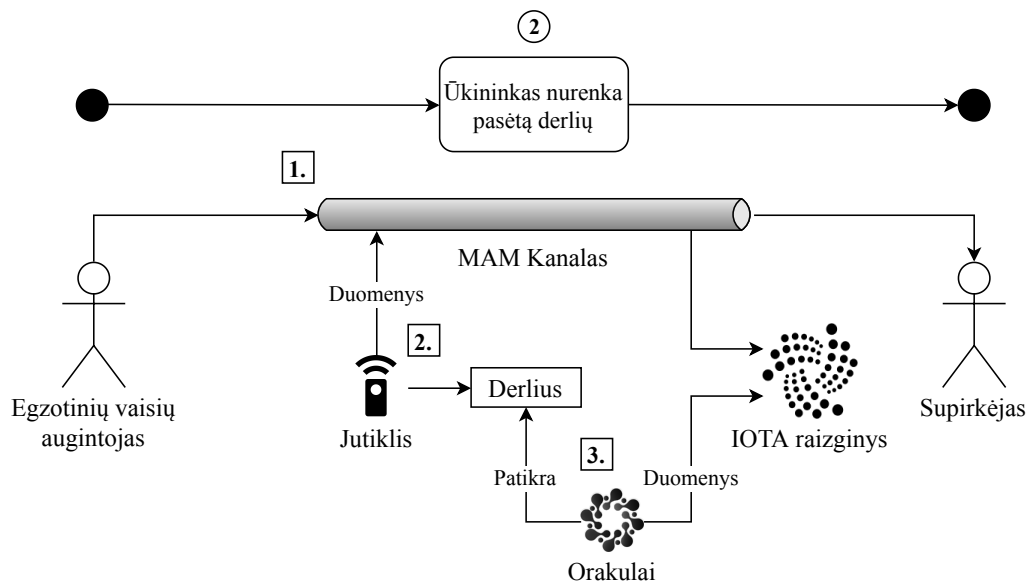 2
Ūkininkas nurenka
pasėtą derlių
1.
MAM Kanalas
Duomenys
2.
Derlius
Egzotinių vaisių
augintojas
Jutiklis
IOTA raizginys
Supirkėjas
3.
Patikra
Duomenys
Orakulai